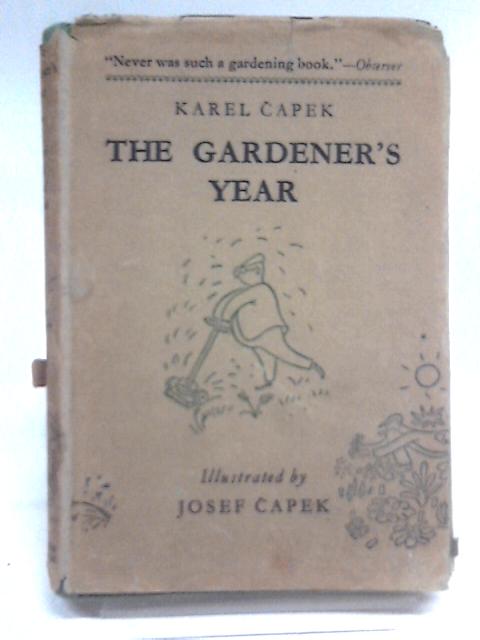 "Never was such a gardening book."—Observer
KAREL ČAPEK
THE GARDENER'S
YEAR
Illustrated by
JOSEF ČAPEK